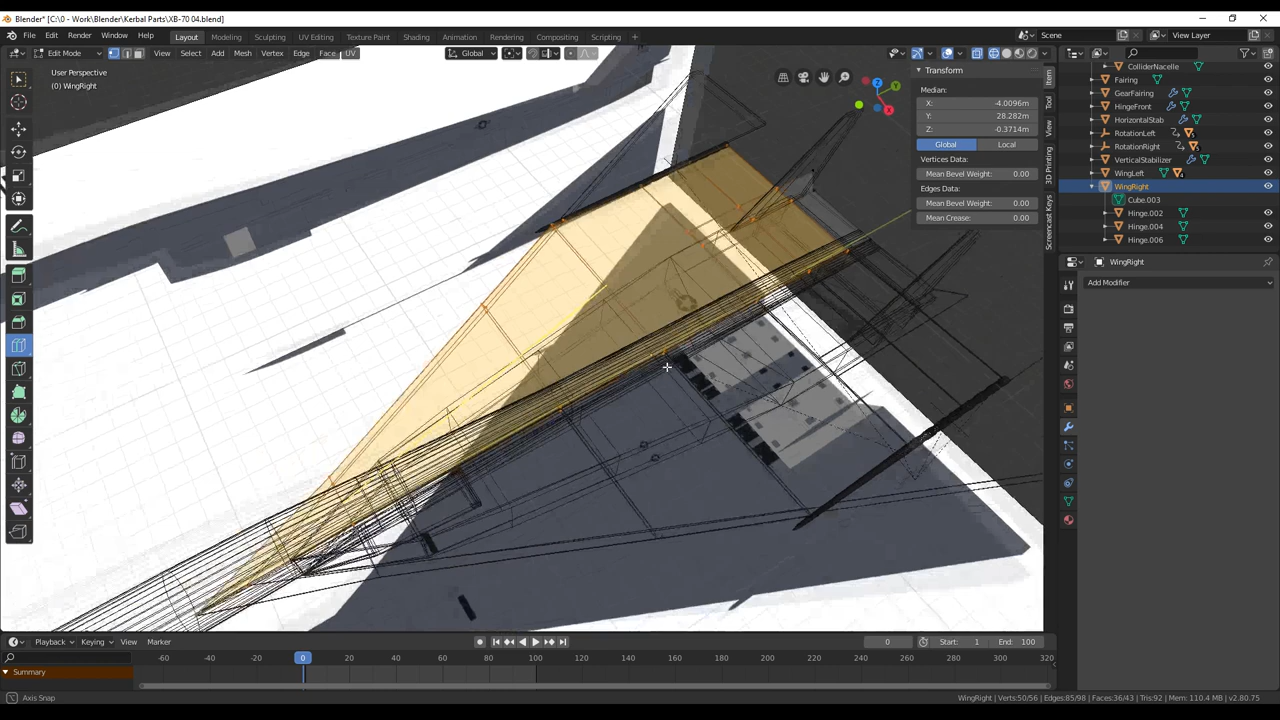 Blender* [C:\0 - Work\Blender\Kerbal Parts\XB-70 04.blend]
File Edit Render Window Help Layout Modeling Sculpting UV Editing Texture Paint Shading Animation Rendering Compositing Scripting + Scene View Layer
Edit Mode View Select Add Mesh Vertex Edge Face UV Global
User Perspective
(0) WingRight
Transform
Median:
X: -4.0096m
Y: 28.282m
Z: -0.3714m
Global Local
Vertices Data:
Mean Bevel Weight: 0.00
Edges Data:
Mean Bevel Weight: 0.00
Mean Crease: 0.00
Item
Tool
View
3D Printing
Screencast Keys
ColliderNacelle
Fairing
GearFairing
HingeFront
HorizontalStab
RotationLeft
RotationRight
VerticalStabilizer
WingLeft
WingRight
Cube.003
Hinge.002
Hinge.004
Hinge.006
WingRight
Add Modifier
Playback Keying View Marker 0 Start: 1 End: 100
-60 -40 -20 0 20 40 60 80 100 120 140 160 180 200 220 240 260 280 300 320
Summary
Axis Snap WingRight | Verts:50/56 | Edges:85/98 | Faces:36/43 | Tris:92 | Mem: 110.4 MB | v2.80.75